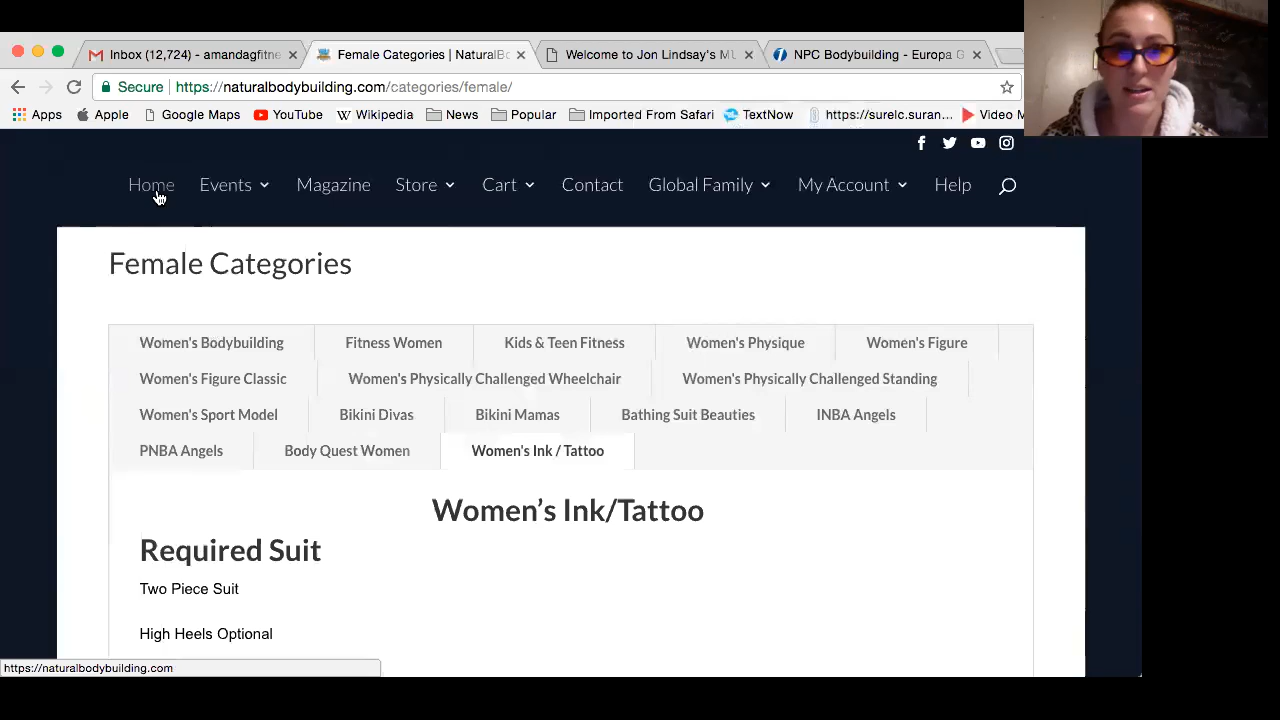 Inbox (12,724) - amandagfitne
Female Categories | NaturalBo
Welcome to Jon Lindsay's MU
NPC Bodybuilding - Europa G
Secure https://naturalbodybuilding.com/categories/female/
Apps Apple Google Maps YouTube Wikipedia News Popular Imported From Safari TextNow https://surelc.suran... Video M
Home Events Magazine Store Cart Contact Global Family My Account Help
Female Categories
Women's Bodybuilding Fitness Women Kids & Teen Fitness Women's Physique Women's Figure
Women's Figure Classic Women's Physically Challenged Wheelchair Women's Physically Challenged Standing
Women's Sport Model Bikini Divas Bikini Mamas Bathing Suit Beauties INBA Angels
PNBA Angels Body Quest Women Women's Ink / Tattoo
Women’s Ink/Tattoo
Required Suit
Two Piece Suit
High Heels Optional
https://naturalbodybuilding.com